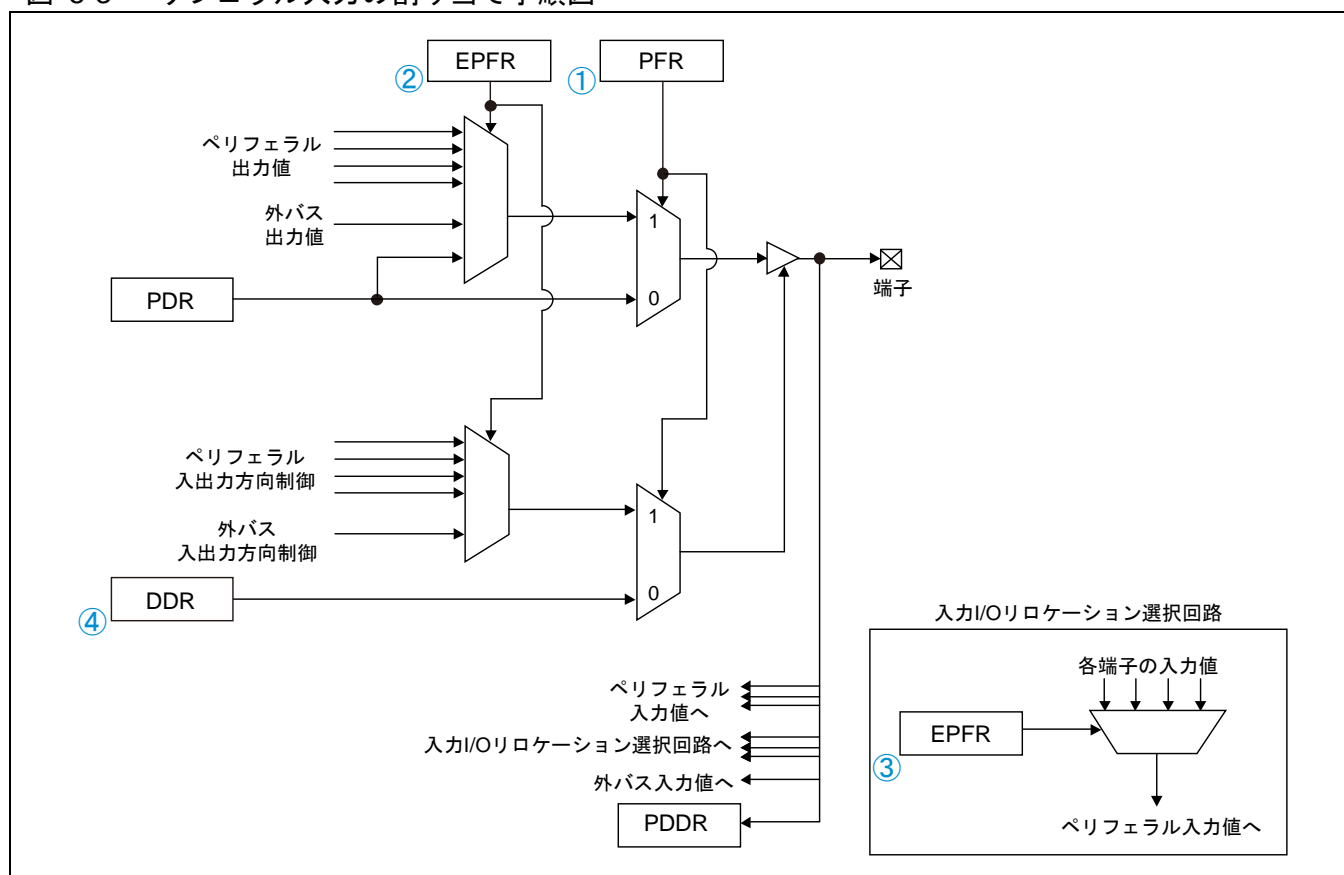 EPFR
PFR
②
①
ペリフェラル
出力値
外バス
出力値
1
0
PDR
端子
ペリフェラル
入出力方向制御
外バス
入出力方向制御
1
0
DDR
④
入力I/Oリロケーション選択回路
各端子の入力値
EPFR
③
ペリフェラル入力値へ
ペリフェラル
入力値へ
入力I/Oリロケーション選択回路へ
外バス入力値へ
PDDR